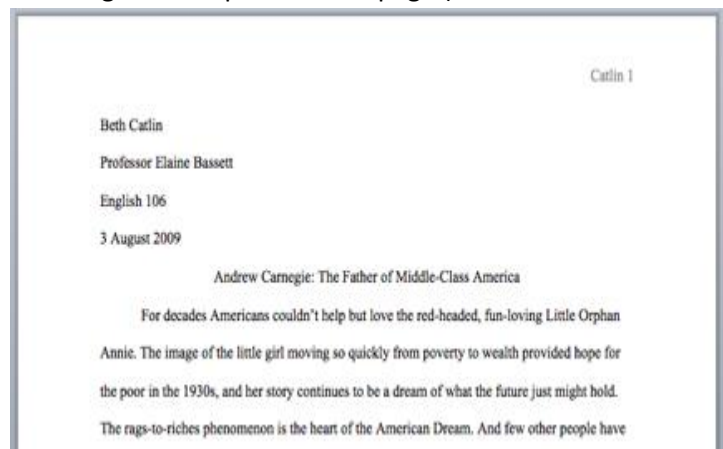 Catlin 1
Beth Catlin
Professor Elaine Bassett
English 106
3 August 2009
Andrew Carnegie: The Father of Middle-Class America
For decades Americans couldn't help but love the red-headed, fun-loving Little Orphan
Annie. The image of the little girl moving so quickly from poverty to wealth provided hope for
the poor in the 1930s, and her story continues to be a dream of what the future just might hold.
The rags-to-riches phenomenon is the heart of the American Dream. And few other people have